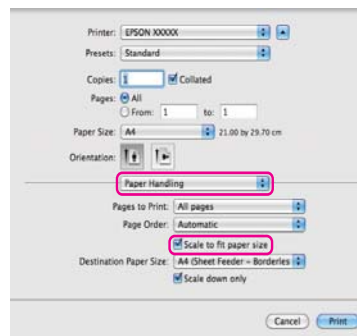 Printer: EPSON XXXXX
Presets: Standard
Copies: 1 Collated
Pages: All
From: 1 to: 1
Paper Size: A4 21.00 by 29.70 cm
Orientation:
Paper Handling
Pages to Print: All pages
Page Order: Automatic
Scale to fit paper size
Destination Paper Size: A4 (Sheet Feeder - Borderles
Scale down only
Cancel Print